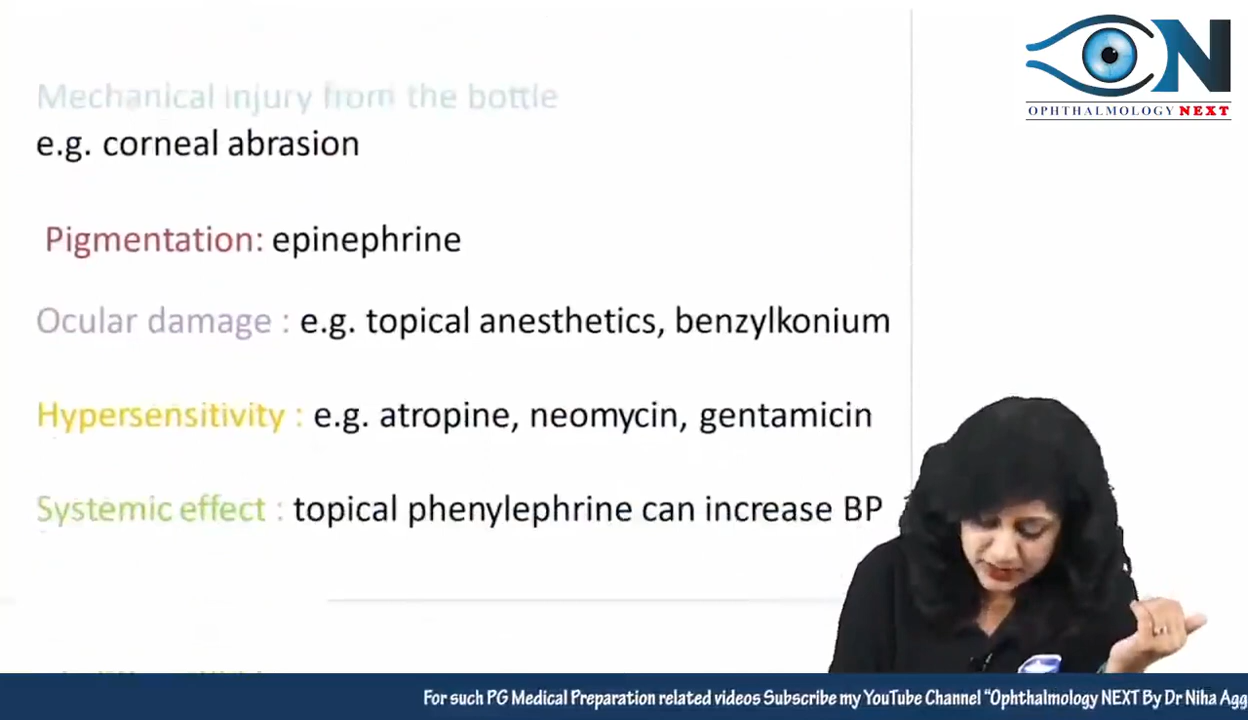 Mechanical injury from the bottle
e.g. corneal abrasion
Pigmentation: epinephrine
Ocular damage : e.g. topical anesthetics, benzylkonium
Hypersensitivity : e.g. atropine, neomycin, gentamicin
Systemic effect : topical phenylephrine can increase BP
N
OPHTHALMOLOGY NEXT
For such PG Medical Preparation related videos Subscribe my YouTube Channel “Ophthalmology NEXT By Dr Niha Agg